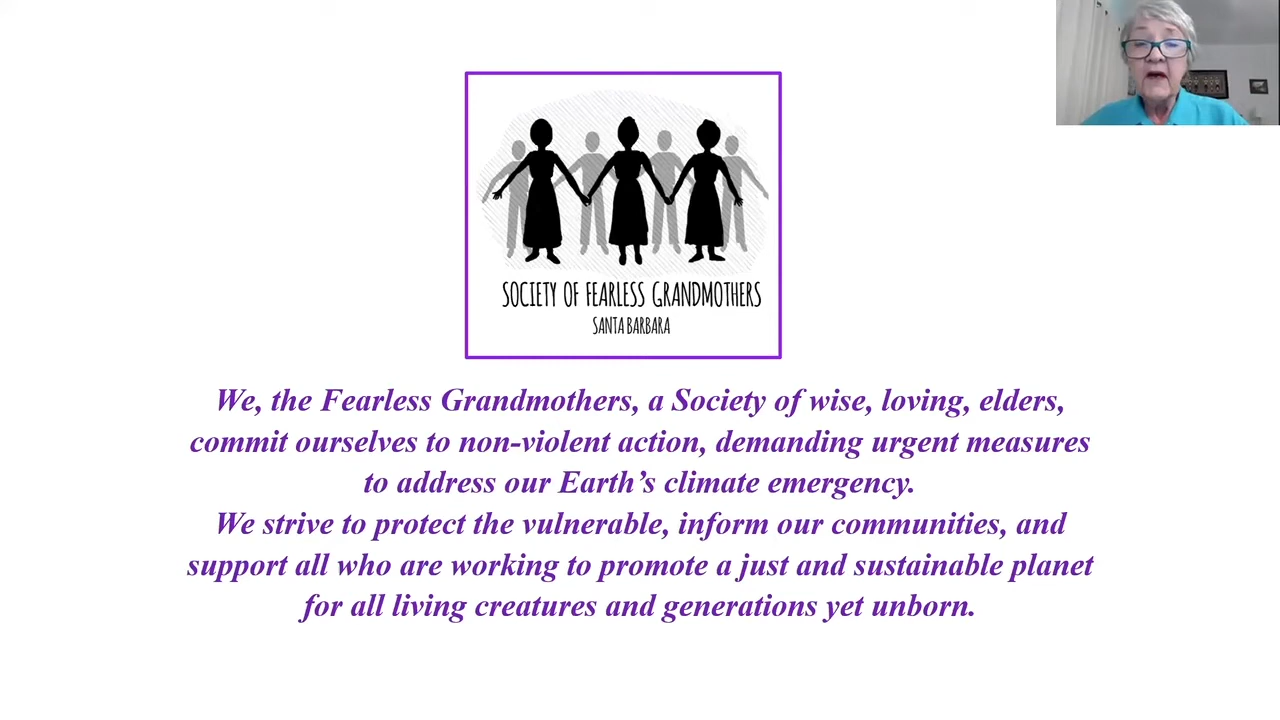 SOCIETY OF FEARLESS GRANDMOTHERS
SANTA BARBARA
We, the Fearless Grandmothers, a Society of wise, loving, elders,
commit ourselves to non-violent action, demanding urgent measures
to address our Earth’s climate emergency.
We strive to protect the vulnerable, inform our communities, and
support all who are working to promote a just and sustainable planet
for all living creatures and generations yet unborn.